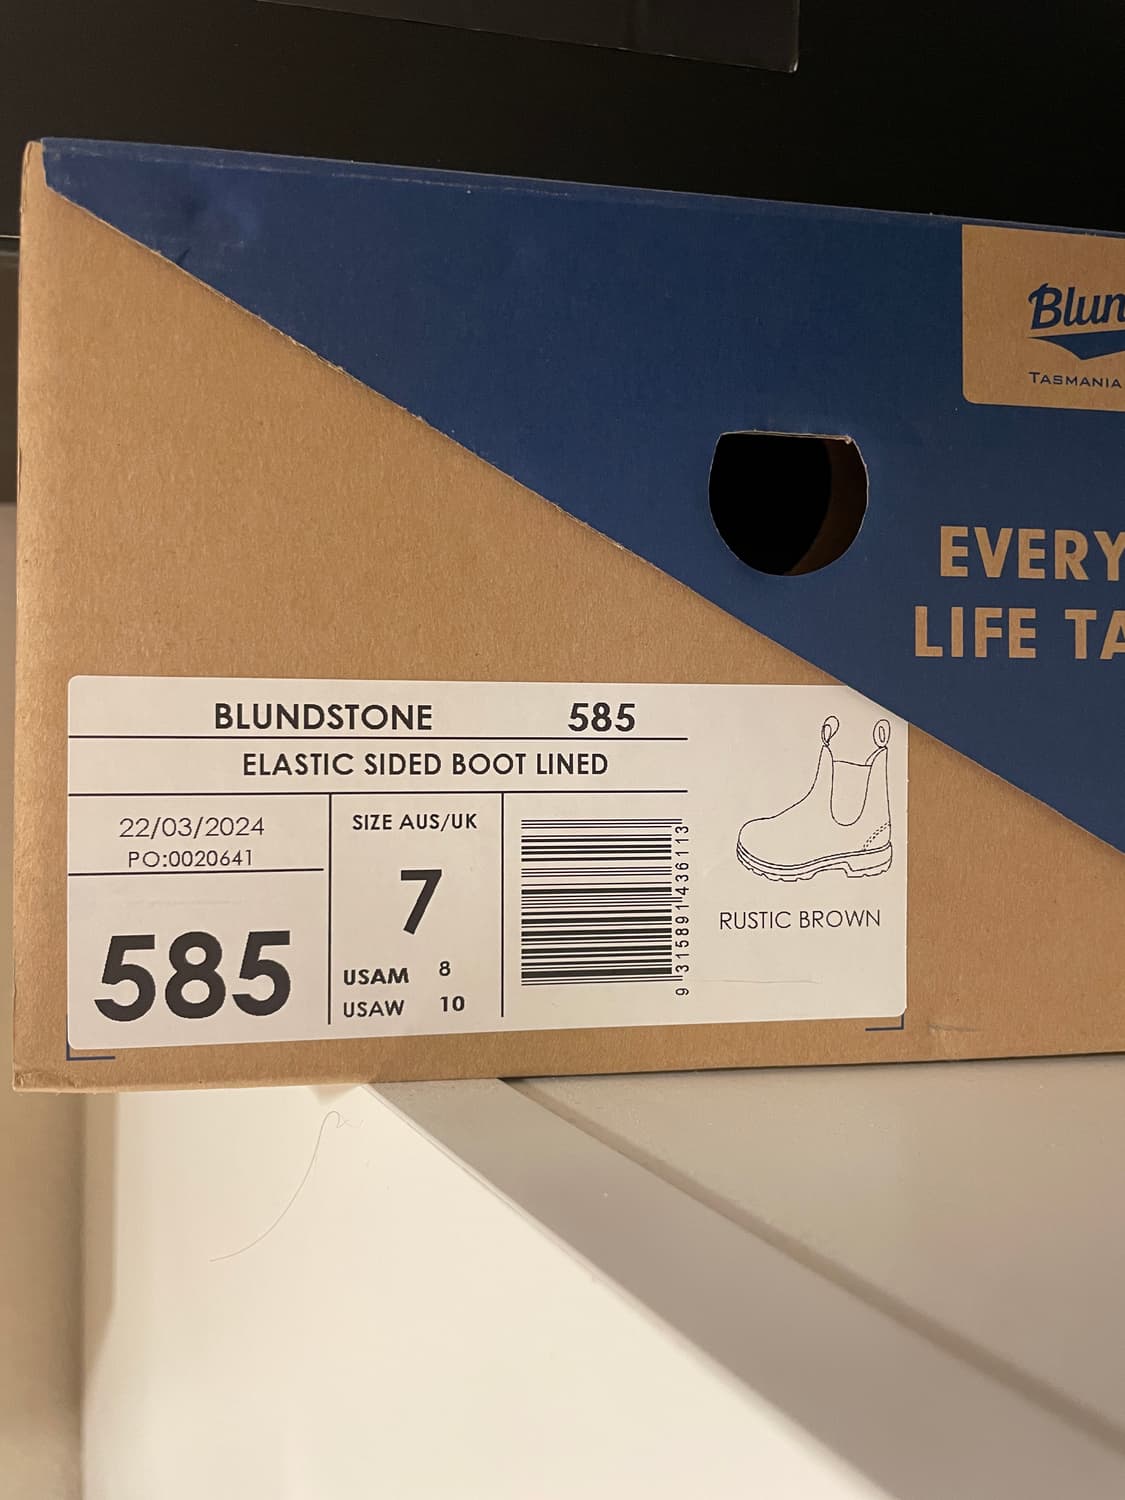 Blun
TASMANIA
EVERY
LIFE TA
BLUNDSTONE 585
ELASTIC SIDED BOOT LINED
22/03/2024
PO:0020641
585
SIZE AUS/UK
7
USAM 8
USAW 10
9 315891 436113
RUSTIC BROWN